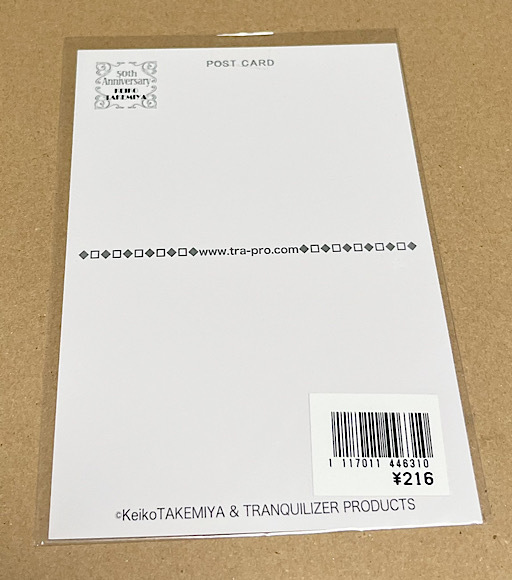 POST CARD
50th
Anniversary
KEIKO
TAKEMIYA
◆□◆□◆□◆□◆□◆www.tra-pro.com◆□◆□◆□◆□◆□◆
1 117011 446310
¥216
©KeikoTAKEMIYA & TRANQUILIZER PRODUCTS